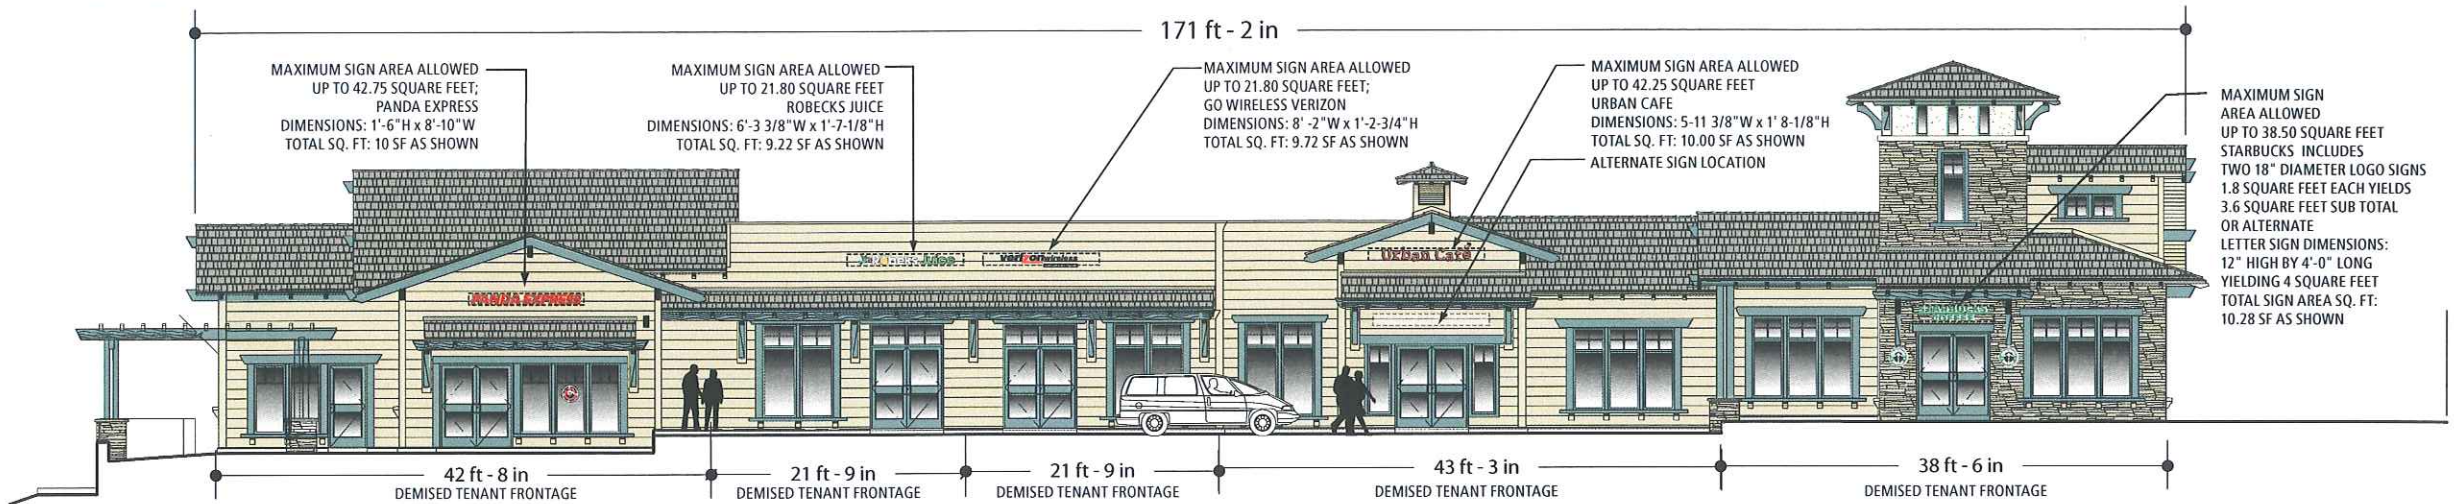 171 ft - 2 in
MAXIMUM SIGN AREA ALLOWED
UP TO 42.75 SQUARE FEET;
PANDA EXPRESS
DIMENSIONS: 1'-6"H x 8'-10"W
TOTAL SQ. FT: 10 SF AS SHOWN
MAXIMUM SIGN AREA ALLOWED
UP TO 21.80 SQUARE FEET
ROBECKS JUICE
DIMENSIONS: 6'-3 3/8"W x 1'-7-1/8"H
TOTAL SQ. FT: 9.22 SF AS SHOWN
MAXIMUM SIGN AREA ALLOWED
UP TO 21.80 SQUARE FEET;
GO WIRELESS VERIZON
DIMENSIONS: 8' -2"W x 1'-2-3/4"H
TOTAL SQ. FT: 9.72 SF AS SHOWN
MAXIMUM SIGN AREA ALLOWED
UP TO 42.25 SQUARE FEET
URBAN CAFE
DIMENSIONS: 5-11 3/8"W x 1' 8-1/8"H
TOTAL SQ. FT: 10.00 SF AS SHOWN
ALTERNATE SIGN LOCATION
MAXIMUM SIGN
AREA ALLOWED
UP TO 38.50 SQUARE FEET
STARBUCKS INCLUDES
TWO 18" DIAMETER LOGO SIGNS
1.8 SQUARE FEET EACH YIELDS
3.6 SQUARE FEET SUB TOTAL
OR ALTERNATE
LETTER SIGN DIMENSIONS:
12" HIGH BY 4'-0" LONG
YIELDING 4 SQUARE FEET
TOTAL SIGN AREA SQ. FT:
10.28 SF AS SHOWN
PANDA EXPRESS
Juice
verizonwireless
Urban Cafe
STARBUCKS
COFFEE
42 ft - 8 in
DEMISED TENANT FRONTAGE
21 ft - 9 in
DEMISED TENANT FRONTAGE
21 ft - 9 in
DEMISED TENANT FRONTAGE
43 ft - 3 in
DEMISED TENANT FRONTAGE
38 ft - 6 in
DEMISED TENANT FRONTAGE